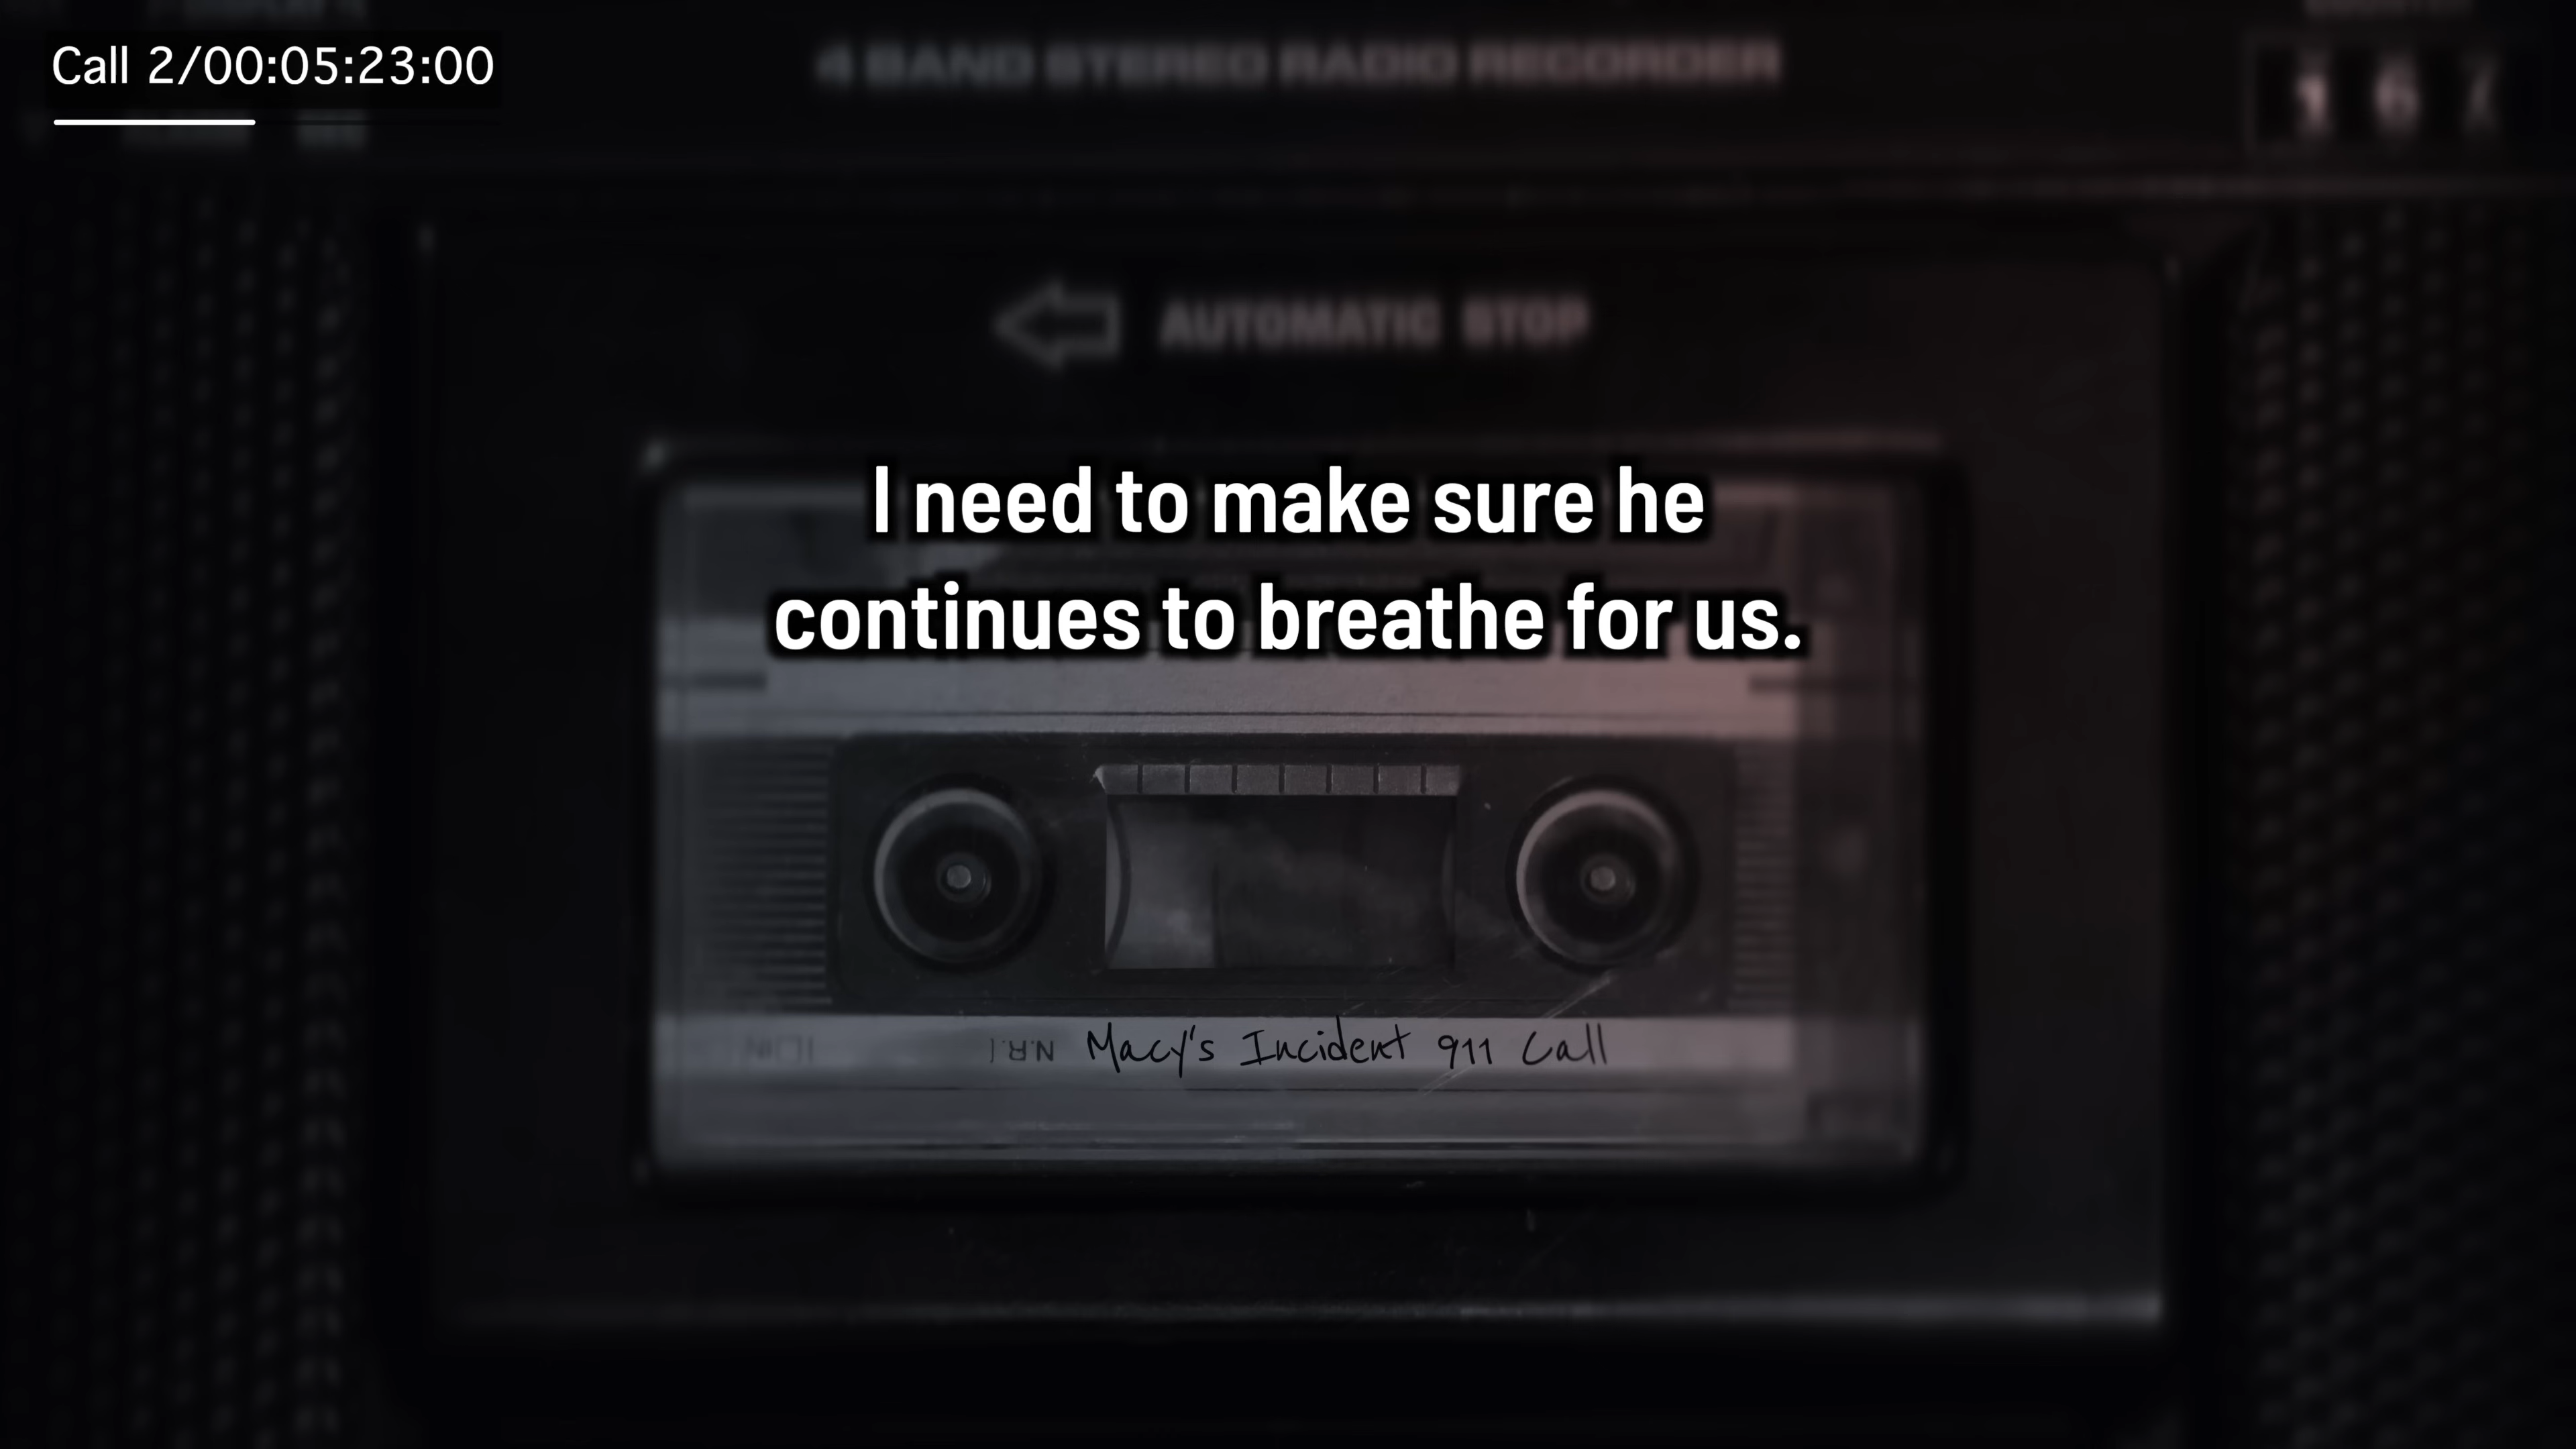 Call 2/00:05:23:00
4 BAND STEREO RADIO RECORDER
AUTOMATIC STOP
I need to make sure he
continues to breathe for us.
N.R.
Macy's Incident 911 Call